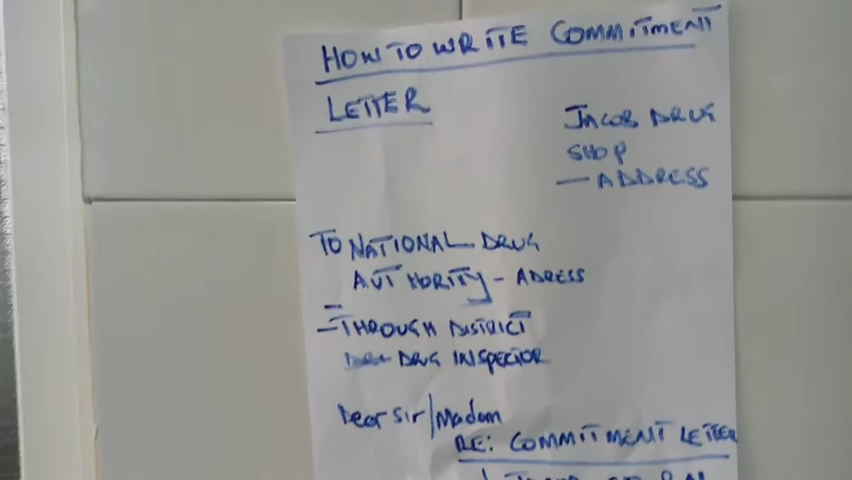 HOW TO WRITE COMMITMENT
LETTER
JACOB DRUG
SHOP
— ADDRESS
TO NATIONAL DRUG
AUTHORITY - ADRESS
- THROUGH DISTRICT
DRUG INSPECTOR
Dear Sir/Madam
RE: COMMITMENT LETTER